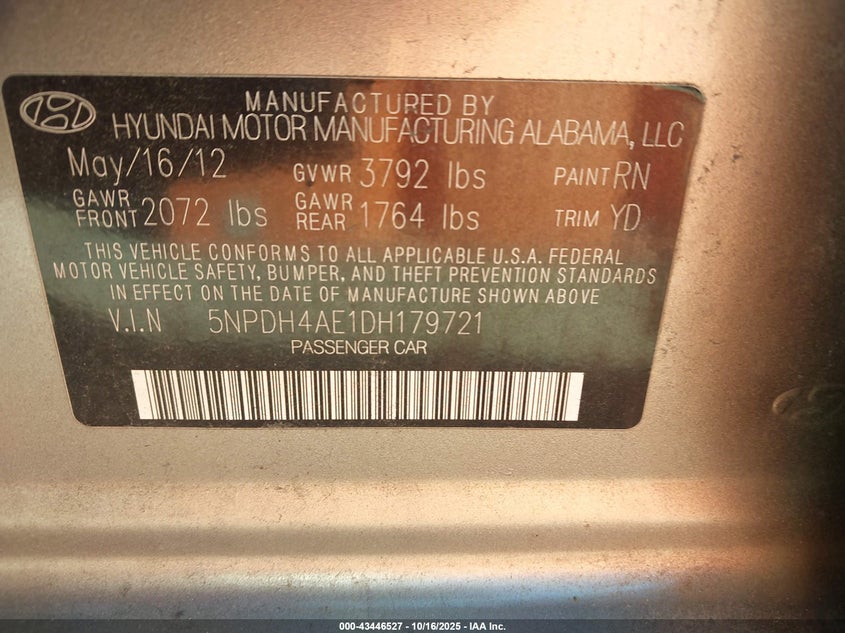 MANUFACTURED BY
HYUNDAI MOTOR MANUFACTURING ALABAMA, LLC
May/16/12 GVWR 3792 lbs PAINT RN
GAWR FRONT 2072 lbs GAWR REAR 1764 lbs TRIM YD
THIS VEHICLE CONFORMS TO ALL APPLICABLE U.S.A. FEDERAL
MOTOR VEHICLE SAFETY, BUMPER, AND THEFT PREVENTION STANDARDS
IN EFFECT ON THE DATE OF MANUFACTURE SHOWN ABOVE
V.I.N 5NPDH4AE1DH179721
PASSENGER CAR
000-43446527 - 10/16/2025 - IAA Inc.